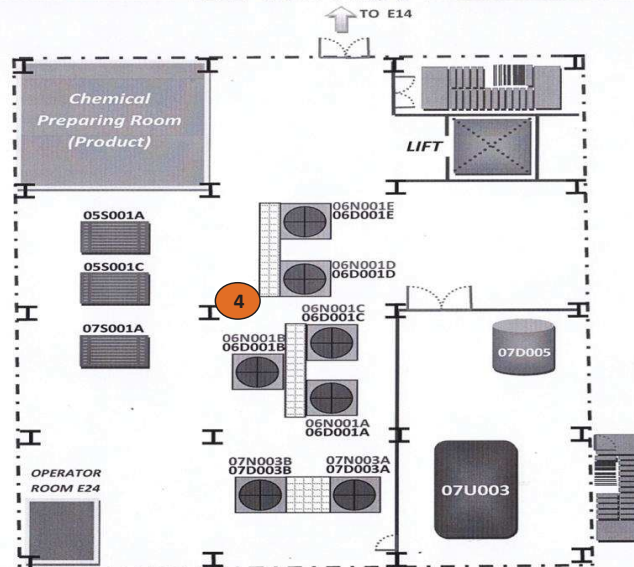 TO E14
Chemical
Preparing Room
(Product)
LIFT
05S001A
06N001E
06D001E
05S001C
06N001D
06D001D
4
07S001A
06N001C
06D001C
06N001B
06D001B
07D005
06N001A
06D001A
OPERATOR
ROOM E24
07N003B
07D003B
07N003A
07D003A
07U003